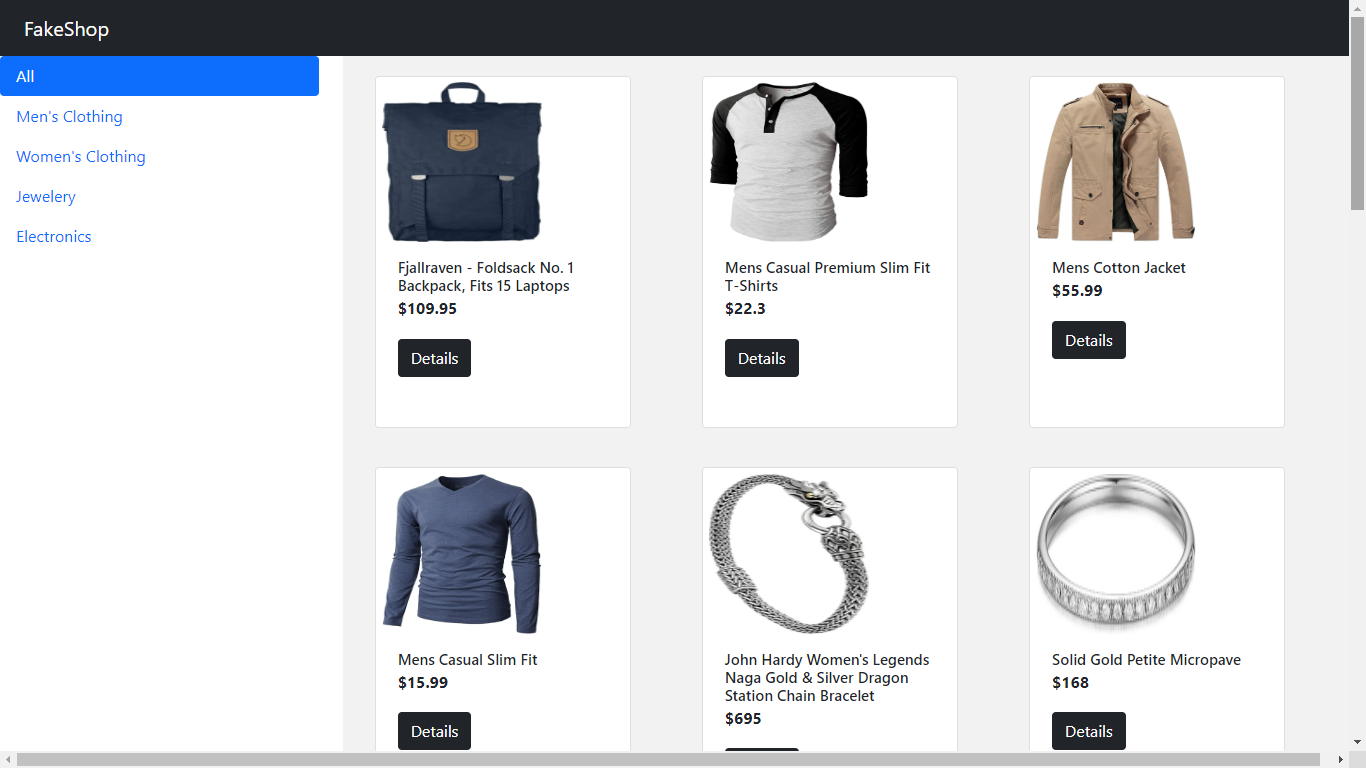 FakeShop
All
Men's Clothing
Women's Clothing
Jewelery
Electronics
Fjallraven - Foldsack No. 1
Backpack, Fits 15 Laptops
$109.95
Details
Mens Casual Premium Slim Fit
T-Shirts
$22.3
Details
Mens Cotton Jacket
$55.99
Details
Mens Casual Slim Fit
$15.99
Details
John Hardy Women's Legends
Naga Gold & Silver Dragon
Station Chain Bracelet
$695
Solid Gold Petite Micropave
$168
Details